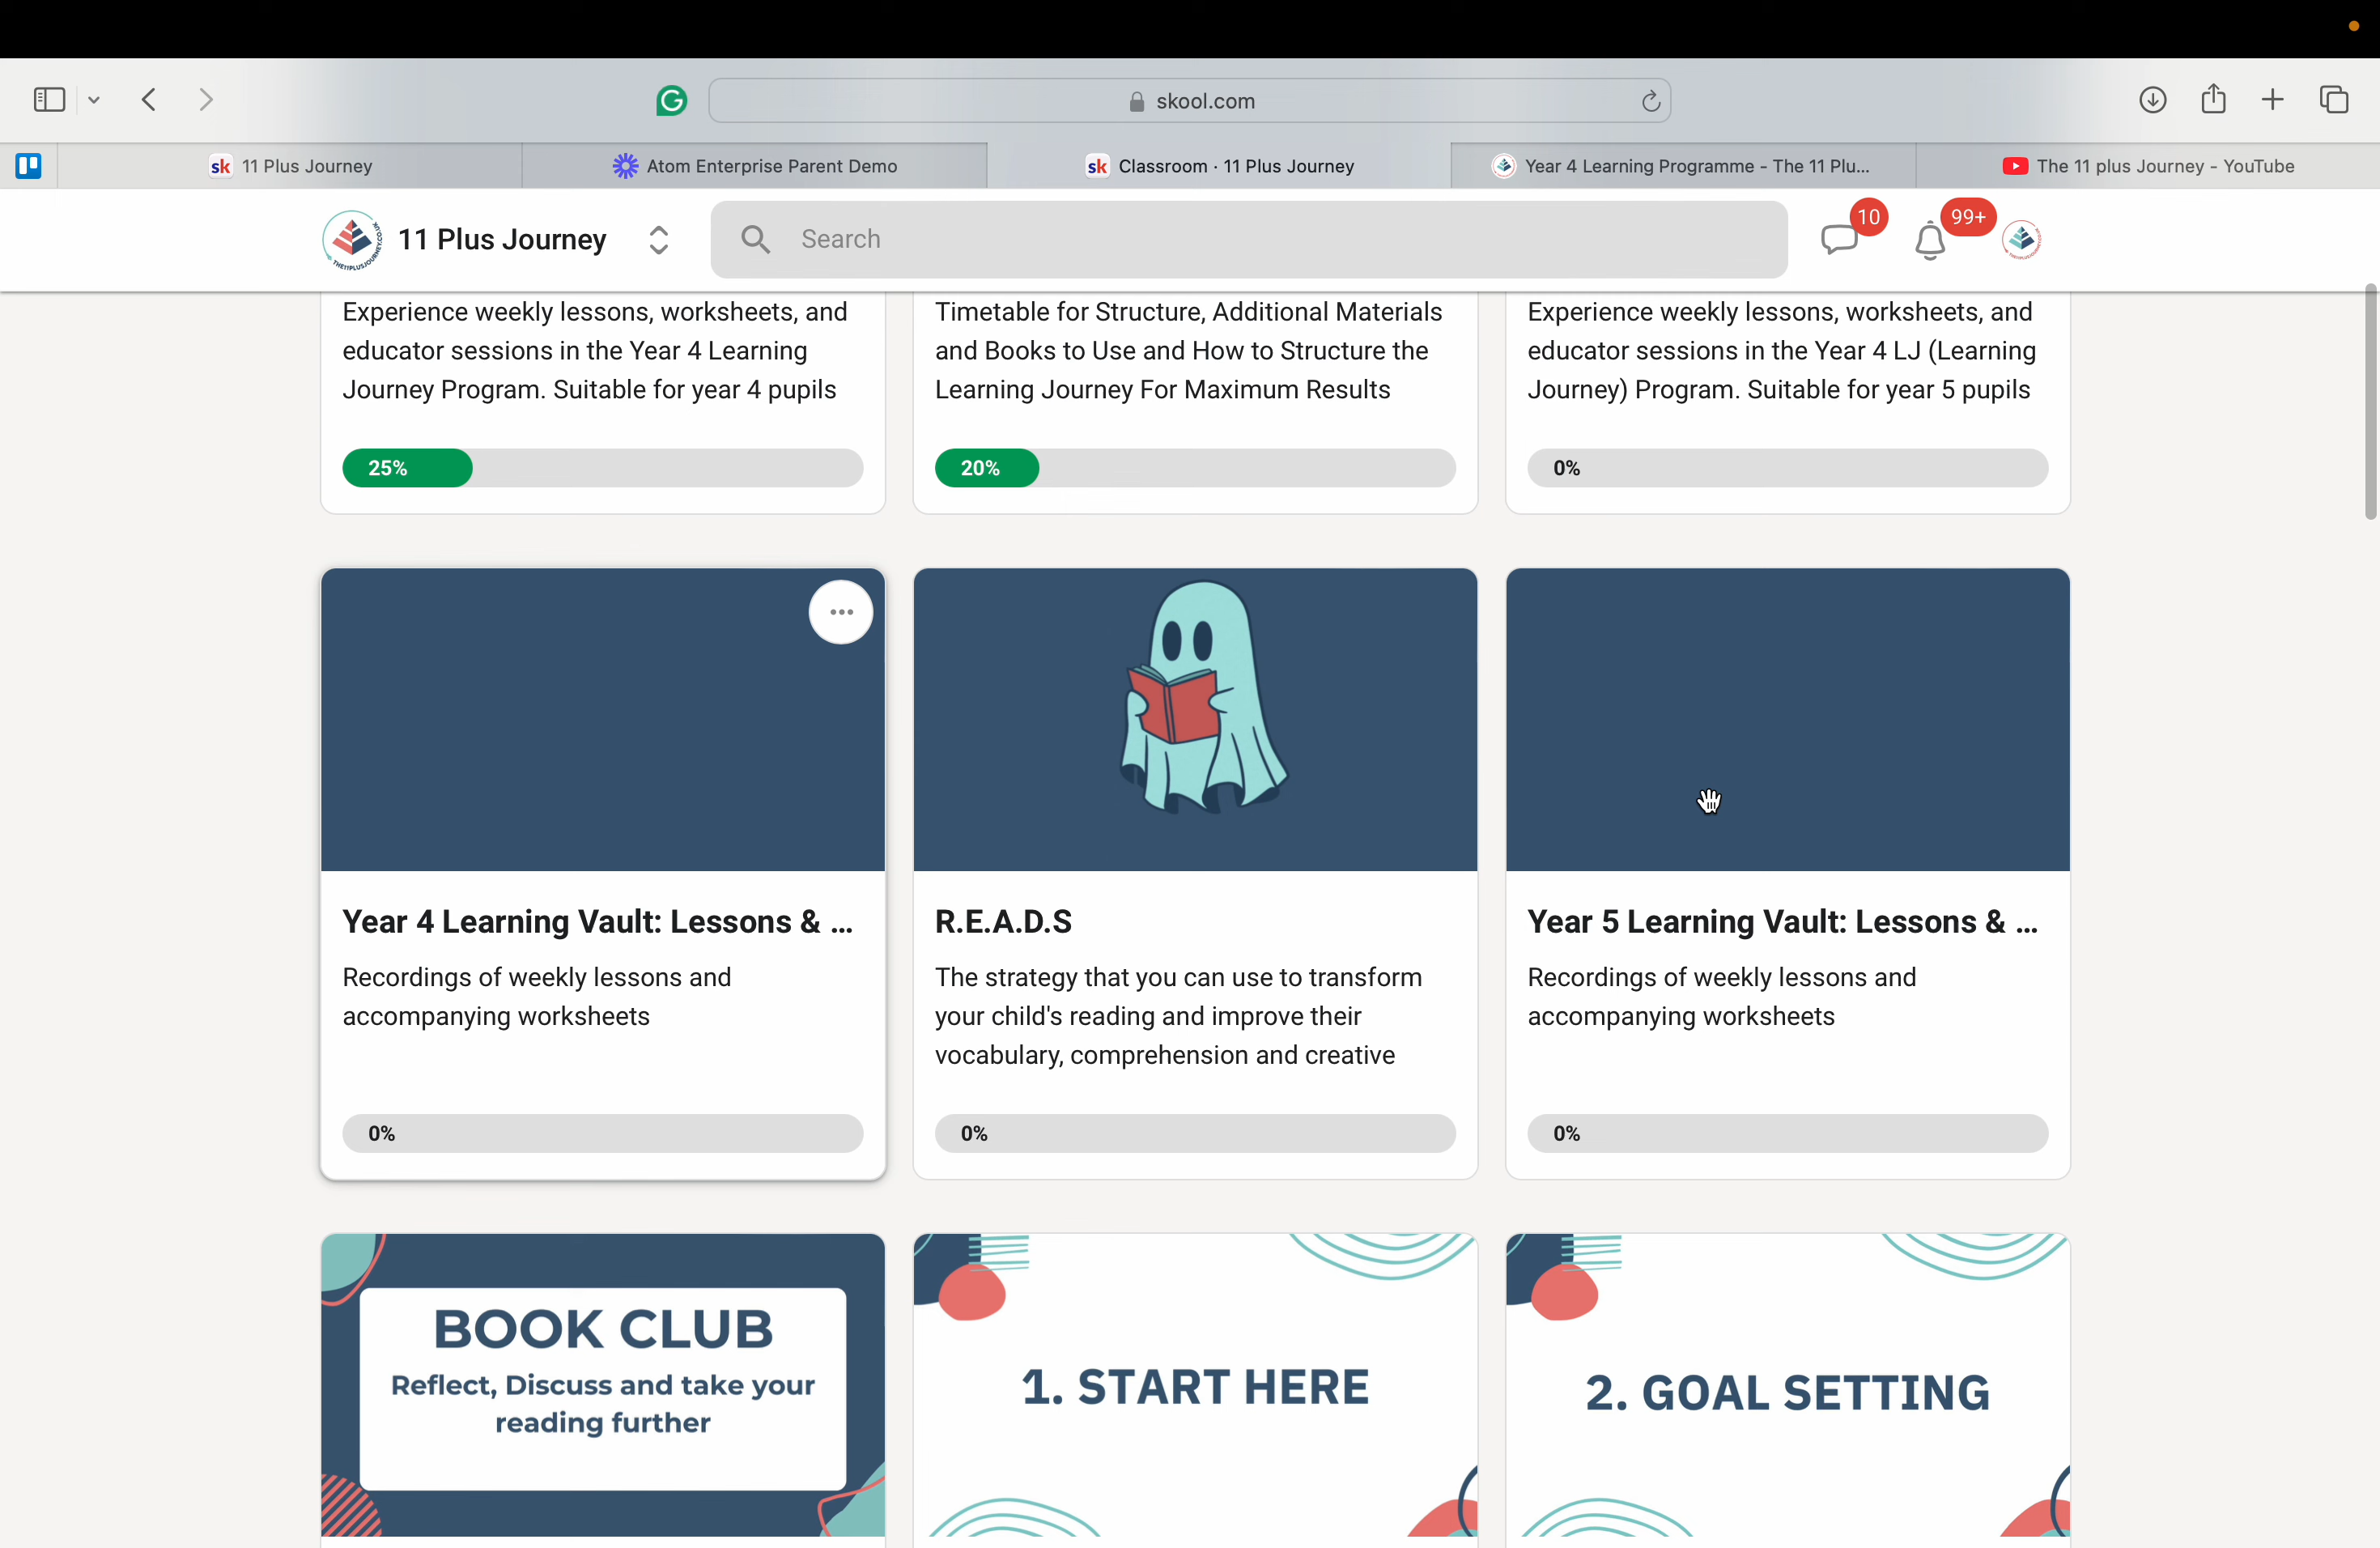 skool.com
sk 11 Plus Journey
Atom Enterprise Parent Demo
sk Classroom · 11 Plus Journey
Year 4 Learning Programme - The 11 Plu...
The 11 plus Journey - YouTube
THE11PLUSJOURNEY.CO.UK
11 Plus Journey
Search
10
99+
Experience weekly lessons, worksheets, and
educator sessions in the Year 4 Learning
Journey Program. Suitable for year 4 pupils
25%
Timetable for Structure, Additional Materials
and Books to Use and How to Structure the
Learning Journey For Maximum Results
20%
Experience weekly lessons, worksheets, and
educator sessions in the Year 4 LJ (Learning
Journey) Program. Suitable for year 5 pupils
0%
Year 4 Learning Vault: Lessons & ...
Recordings of weekly lessons and
accompanying worksheets
0%
R.E.A.D.S
The strategy that you can use to transform
your child's reading and improve their
vocabulary, comprehension and creative
0%
Year 5 Learning Vault: Lessons & ...
Recordings of weekly lessons and
accompanying worksheets
0%
BOOK CLUB
Reflect, Discuss and take your
reading further
1. START HERE
2. GOAL SETTING